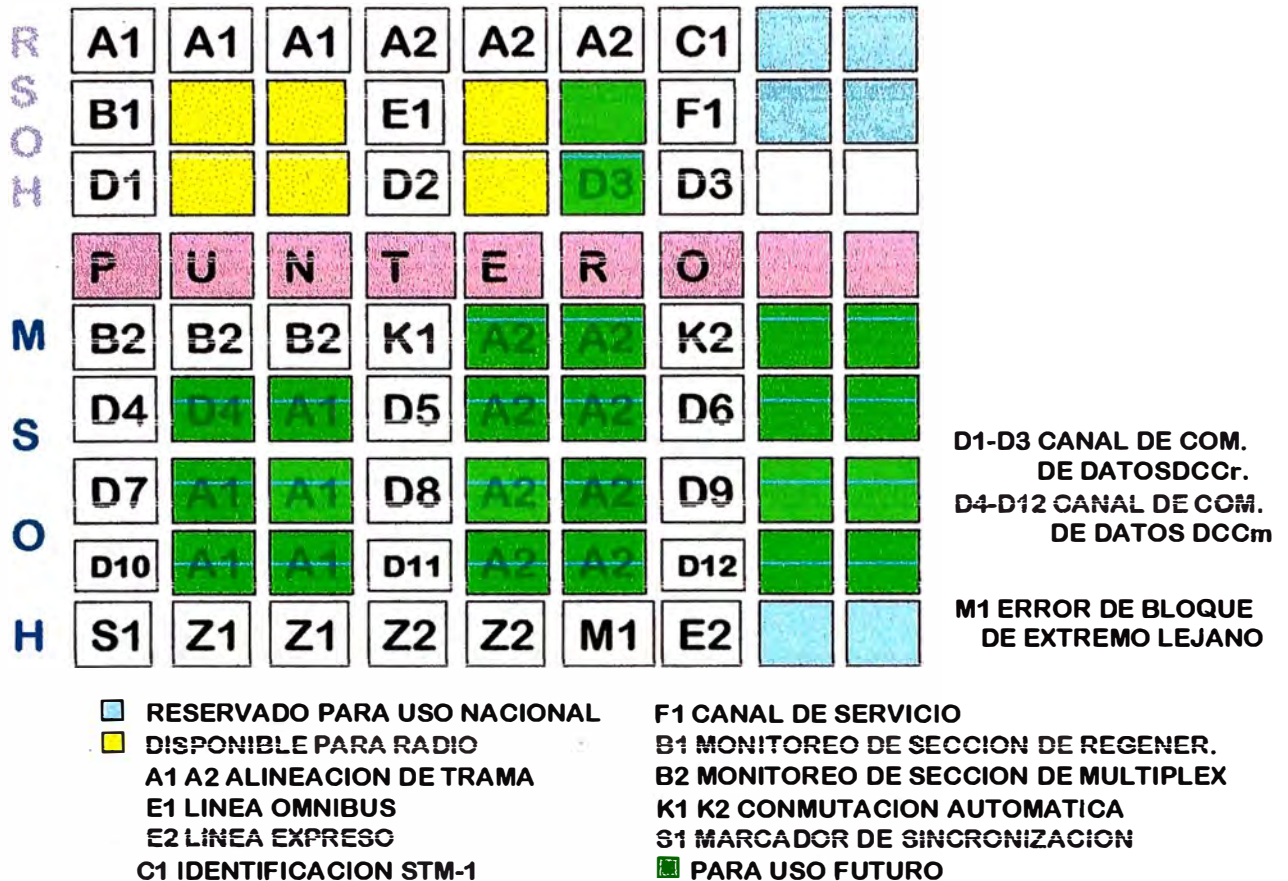 RSOH
A1 A1 A1 A2 A2 A2 C1
B1 E1 F1
D1 D2 D3 D3
PUNTERO
MSOH
B2 B2 B2 K1 A2 A2 K2
D4 D4 A1 D5 A2 A2 D6
D7 A1 A1 D8 A2 A2 D9
D10 A1 A1 D11 A2 A2 D12
S1 Z1 Z1 Z2 Z2 M1 E2
D1-D3 CANAL DE COM.
DE DATOSDCCr.
D4-D12 CANAL DE COM.
DE DATOS DCCm
M1 ERROR DE BLOQUE
DE EXTREMO LEJANO
RESERVADO PARA USO NACIONAL
DISPONIBLE PARA RADIO
A1 A2 ALINEACION DE TRAMA
E1 LINEA OMNIBUS
E2 LINEA EXPRESO
C1 IDENTIFICACION STM-1
F1 CANAL DE SERVICIO
B1 MONITOREO DE SECCION DE REGENER.
B2 MONITOREO DE SECCION DE MULTIPLEX
K1 K2 CONMUTACION AUTOMATICA
S1 MARCADOR DE SINCRONIZACION
PARA USO FUTURO